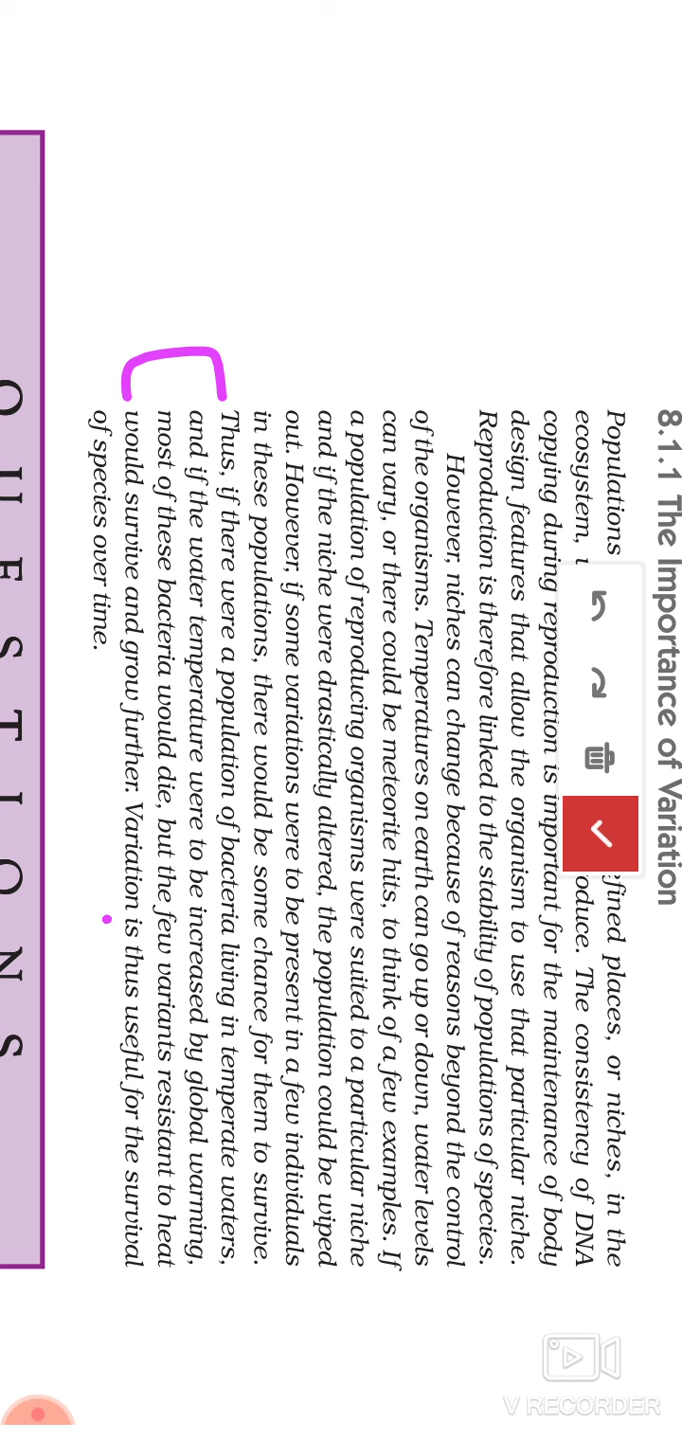 8.1.1 The Importance of Variation
Populations efined places, or niches, in the
ecosystem, oduce. The consistency of DNA
copying during reproduction is important for the maintenance of body
design features that allow the organism to use that particular niche.
Reproduction is therefore linked to the stability of populations of species.
However, niches can change because of reasons beyond the control
of the organisms. Temperatures on earth can go up or down, water levels
can vary, or there could be meteorite hits, to think of a few examples. If
a population of reproducing organisms were suited to a particular niche
and if the niche were drastically altered, the population could be wiped
out. However, if some variations were to be present in a few individuals
in these populations, there would be some chance for them to survive.
Thus, if there were a population of bacteria living in temperate waters,
and if the water temperature were to be increased by global warming,
most of these bacteria would die, but the few variants resistant to heat
would survive and grow further. Variation is thus useful for the survival
of species over time.
QUESTIONS
V RECORDER